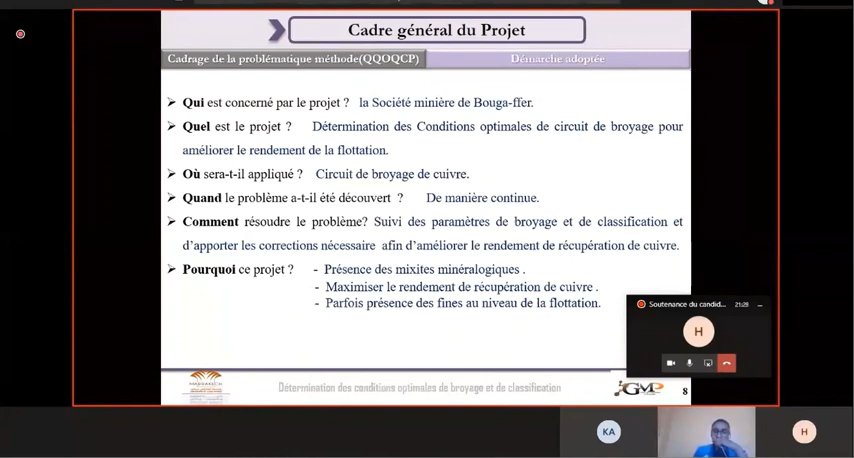 Cadre général du Projet
Cadrage de la problématique méthode(QQOQCP) Démarche adoptée
➢ Qui est concerné par le projet ? la Société minière de Bouga-ffer.
➢ Quel est le projet ? Détermination des Conditions optimales de circuit de broyage pour
améliorer le rendement de la flottation.
➢ Où sera-t-il appliqué ? Circuit de broyage de cuivre.
➢ Quand le problème a-t-il été découvert ? De manière continue.
➢ Comment résoudre le problème? Suivi des paramètres de broyage et de classification et
d'apporter les corrections nécessaire afin d'améliorer le rendement de récupération de cuivre.
➢ Pourquoi ce projet ? - Présence des mixites minéralogiques .
- Maximiser le rendement de récupération de cuivre .
- Parfois présence des fines au niveau de la flottation.
Soutenance du candid... 21:28
H
Détermination des conditions optimales de broyage et de classification
GMP
8
KA
H